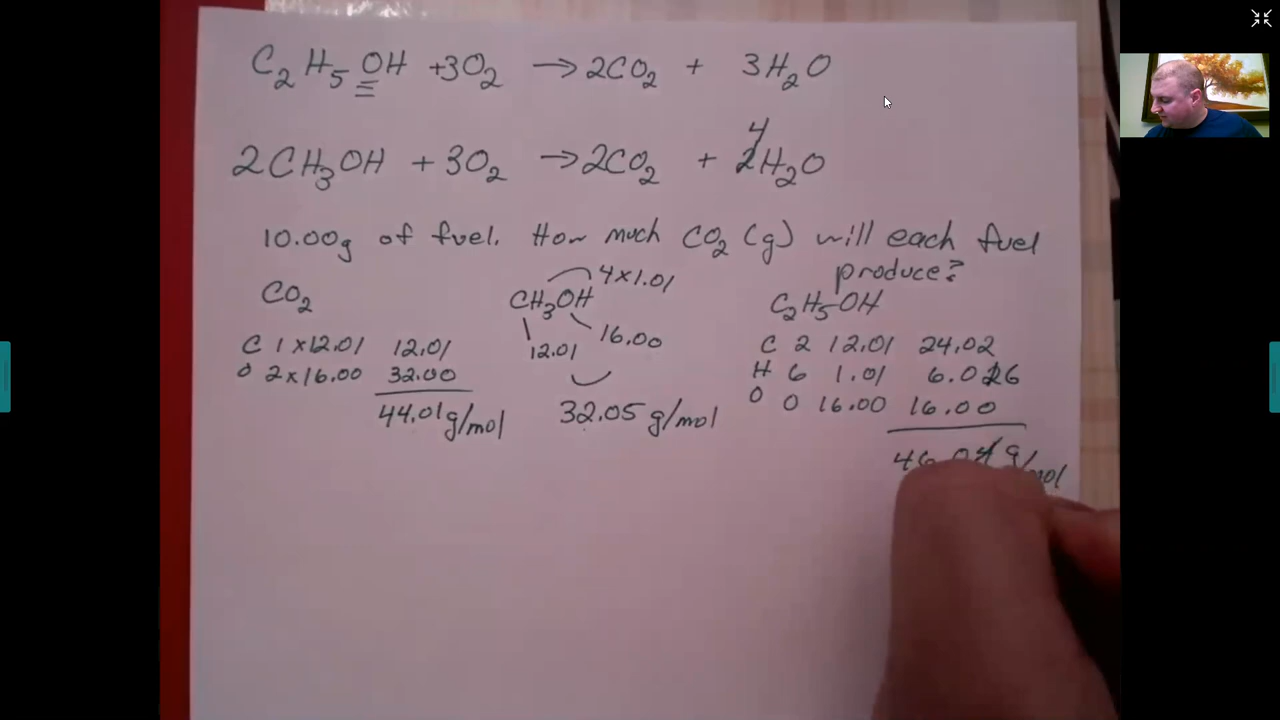 C₂H₅OH + 3O₂ → 2CO₂ + 3H₂O
4
2CH₃OH + 3O₂ → 2CO₂ + 2H₂O
10.00g of fuel. How much CO₂ (g) will each fuel
produce?
CO₂
C 1 x 12.01 12.01
O 2 x 16.00 32.00
44.01 g/mol
CH₃OH 4 x 1.01
12.01 16.00
32.05 g/mol
C₂H₅OH
C 2 12.01 24.02
H 6 1.01
O 0 16.00 16.00
g/mol